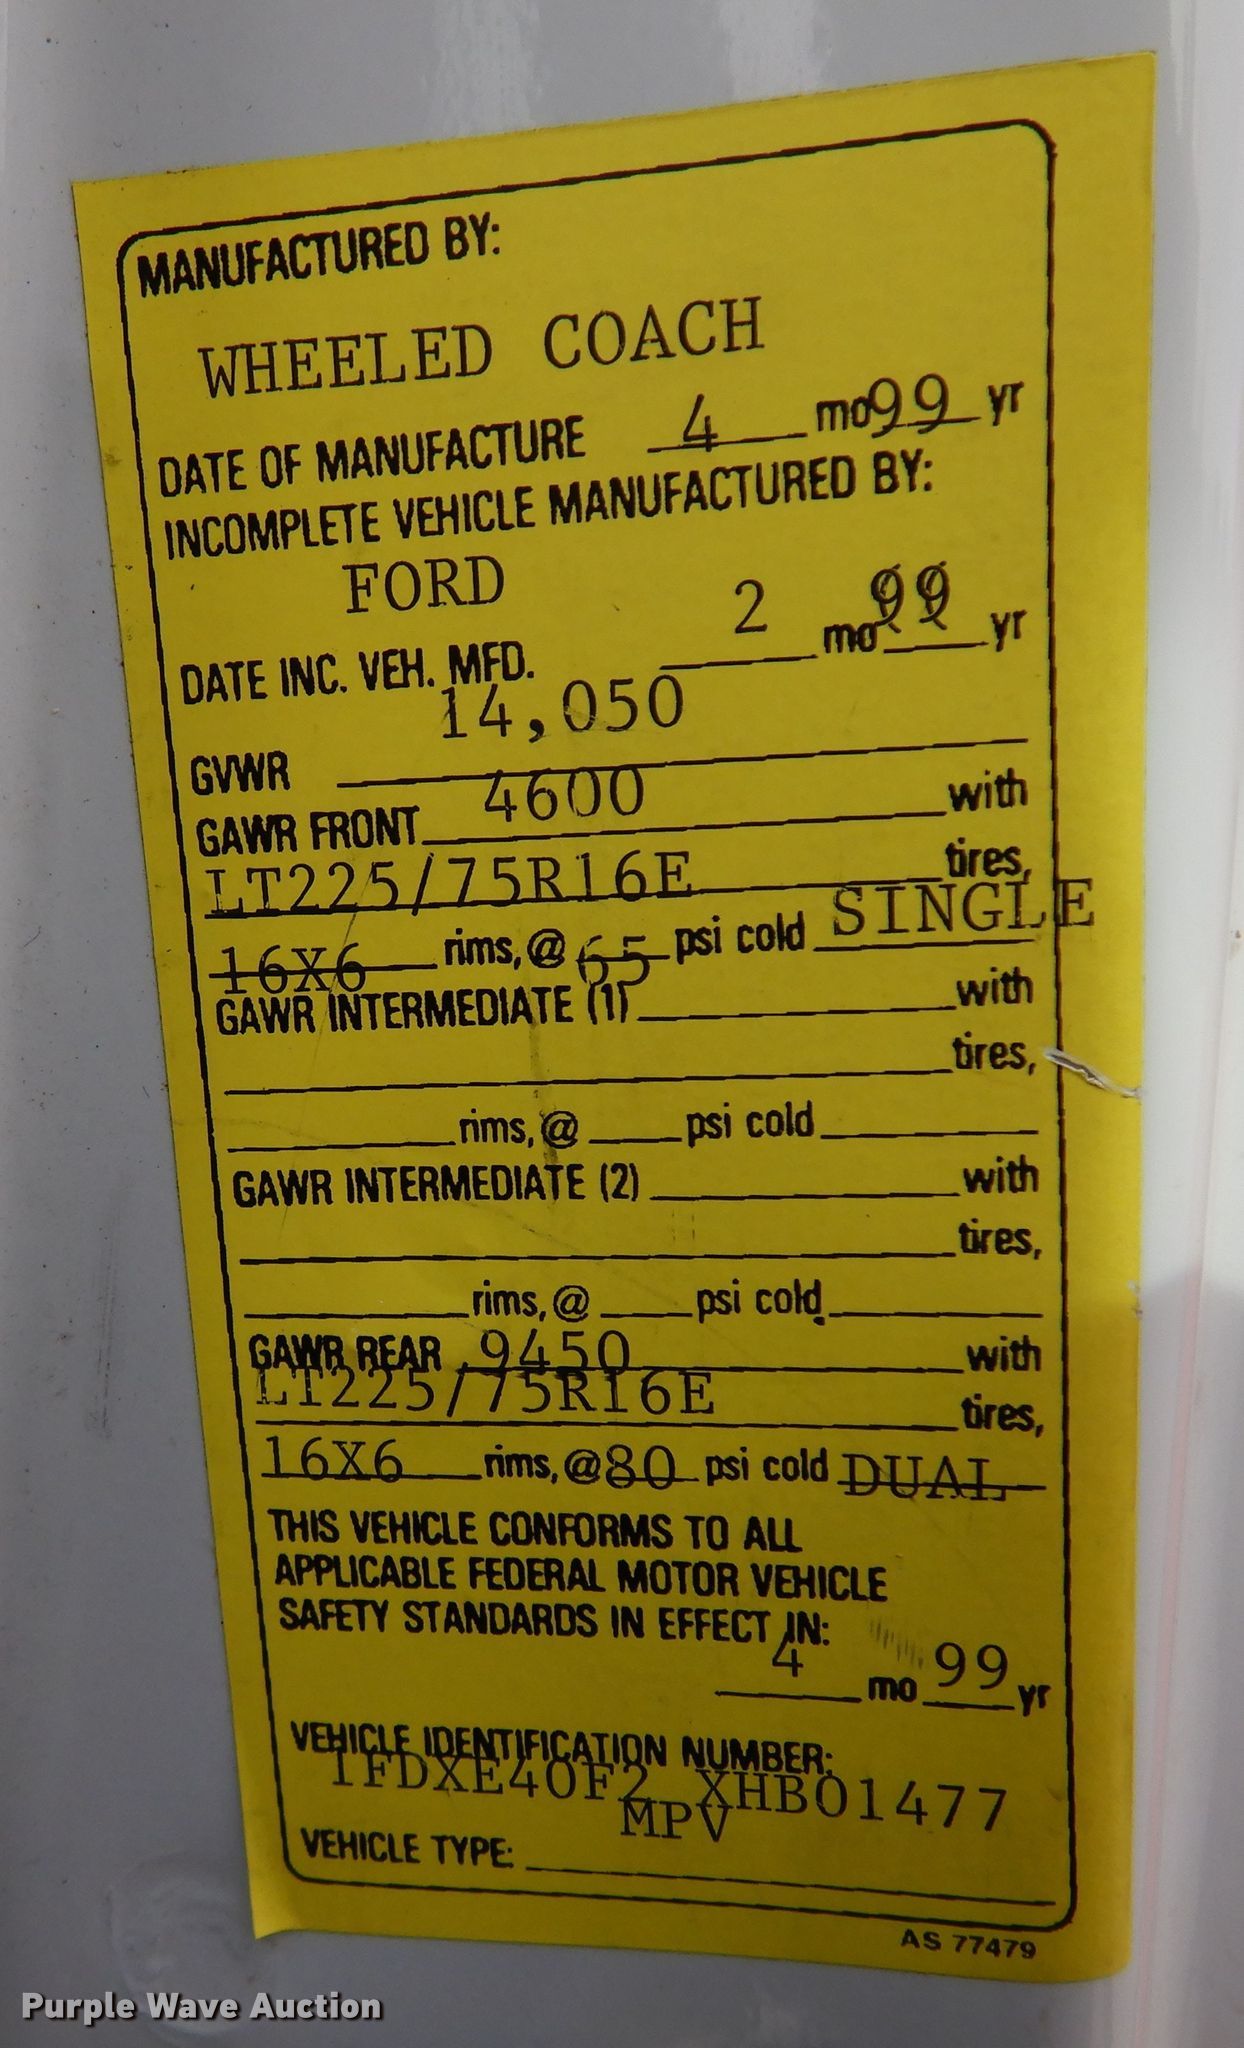 MANUFACTURED BY:
WHEELED COACH
DATE OF MANUFACTURE 4 mo 99 yr
INCOMPLETE VEHICLE MANUFACTURED BY:
FORD
DATE INC. VEH. MFD. 2 mo 99 yr
GVWR 14,050
GAWR FRONT 4600 with
LT225/75R16E tires,
16X6 rims, @ 65 psi cold SINGLE
GAWR INTERMEDIATE (1) with
tires,
rims, @ psi cold
GAWR INTERMEDIATE (2) with
tires,
rims, @ psi cold
GAWR REAR 9450 with
LT225/75R16E tires,
16X6 rims, @ 80 psi cold DUAL
THIS VEHICLE CONFORMS TO ALL
APPLICABLE FEDERAL MOTOR VEHICLE
SAFETY STANDARDS IN EFFECT IN:
4 mo 99 yr
VEHICLE IDENTIFICATION NUMBER:
1FDXE40F2 XHB01477
VEHICLE TYPE: MPV
AS 77479
Purple Wave Auction